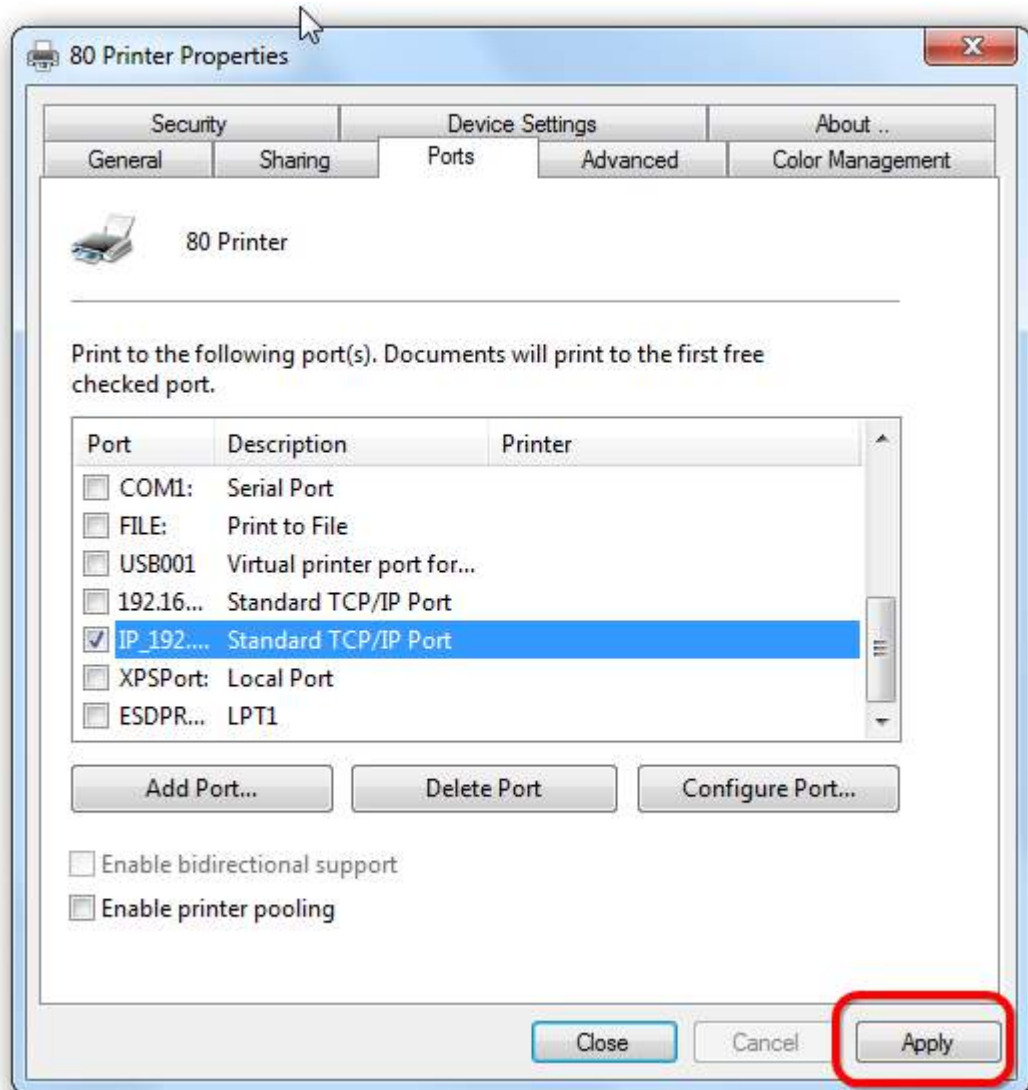 80 Printer Properties
Security Device Settings About ..
General Sharing Ports Advanced Color Management
80 Printer
Print to the following port(s). Documents will print to the first free
checked port.
Port Description Printer
COM1: Serial Port
FILE: Print to File
USB001 Virtual printer port for...
192.16... Standard TCP/IP Port
IP_192.... Standard TCP/IP Port
XPSPort: Local Port
ESDPR... LPT1
Add Port... Delete Port Configure Port...
Enable bidirectional support
Enable printer pooling
Close Cancel Apply